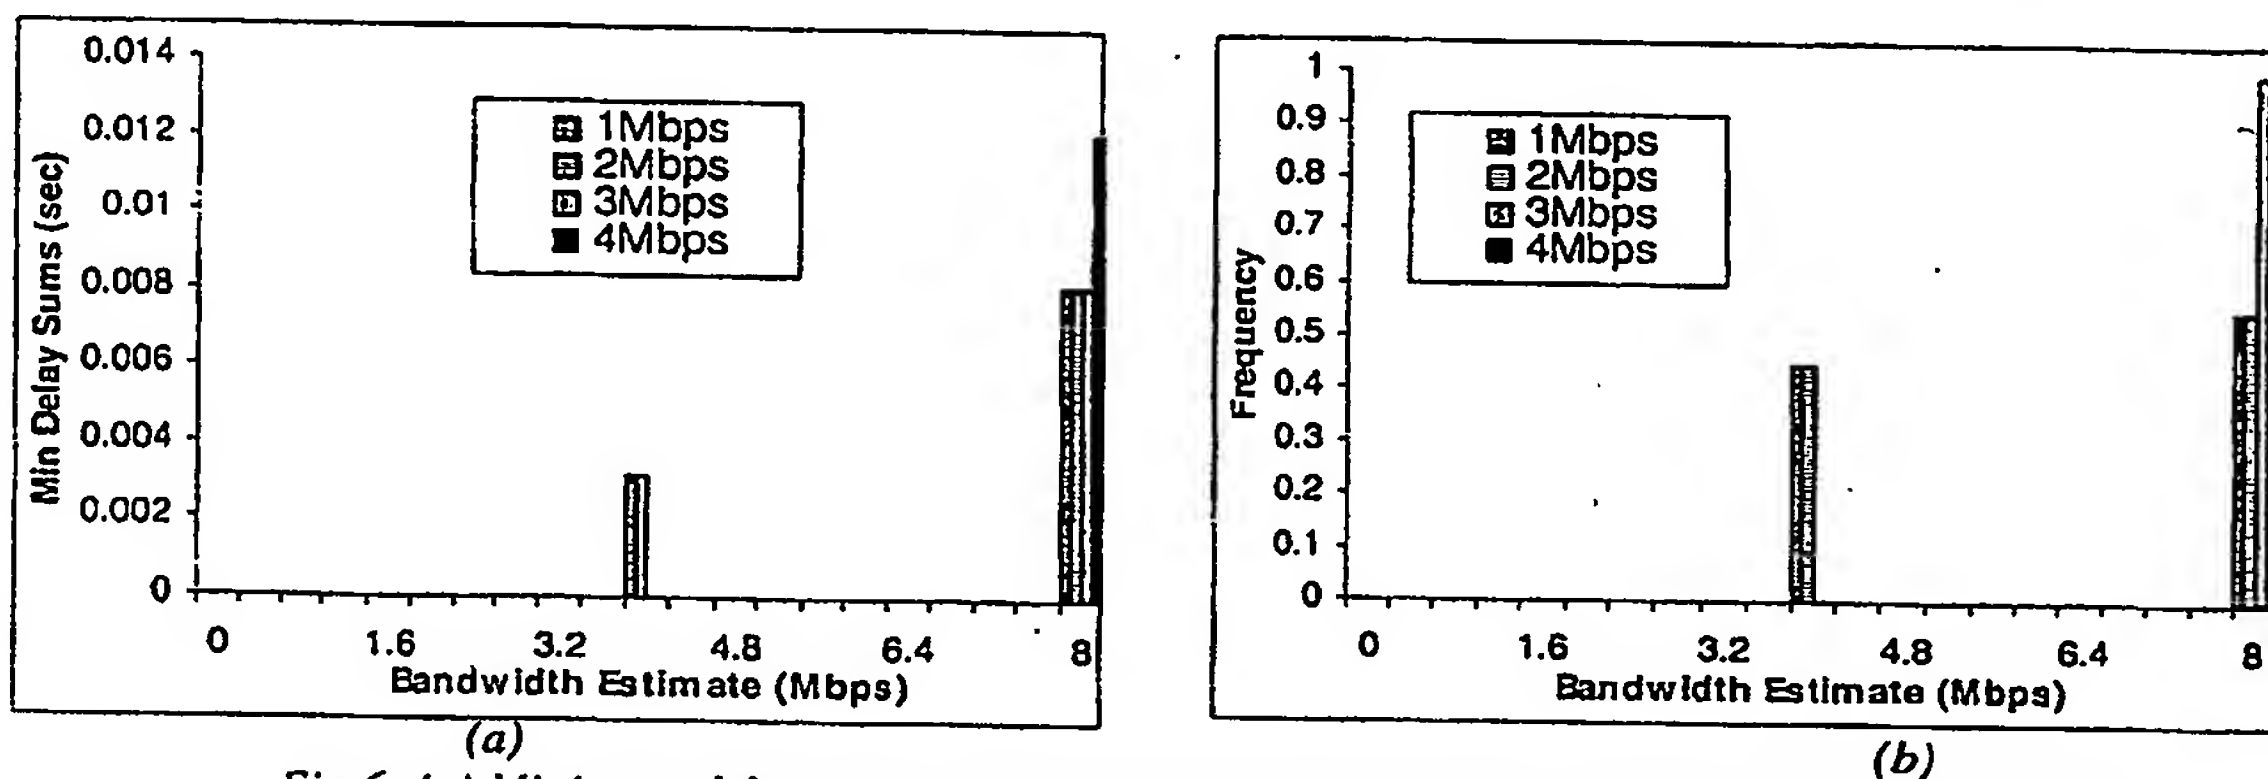 0.014
0.012
0.01
0.008
0.006
0.004
0.002
0
Min Delay Sums (sec)
1Mbps
2Mbps
3Mbps
4Mbps
0 1.6 3.2 4.8 6.4 8
Bandwidth Estimate (Mbps)
(a)
1
0.9
0.8
0.7
0.6
0.5
0.4
0.3
0.2
0.1
0
Frequency
1Mbps
2Mbps
3Mbps
4Mbps
0 1.6 3.2 4.8 6.4 8
Bandwidth Estimate (Mbps)
(b)